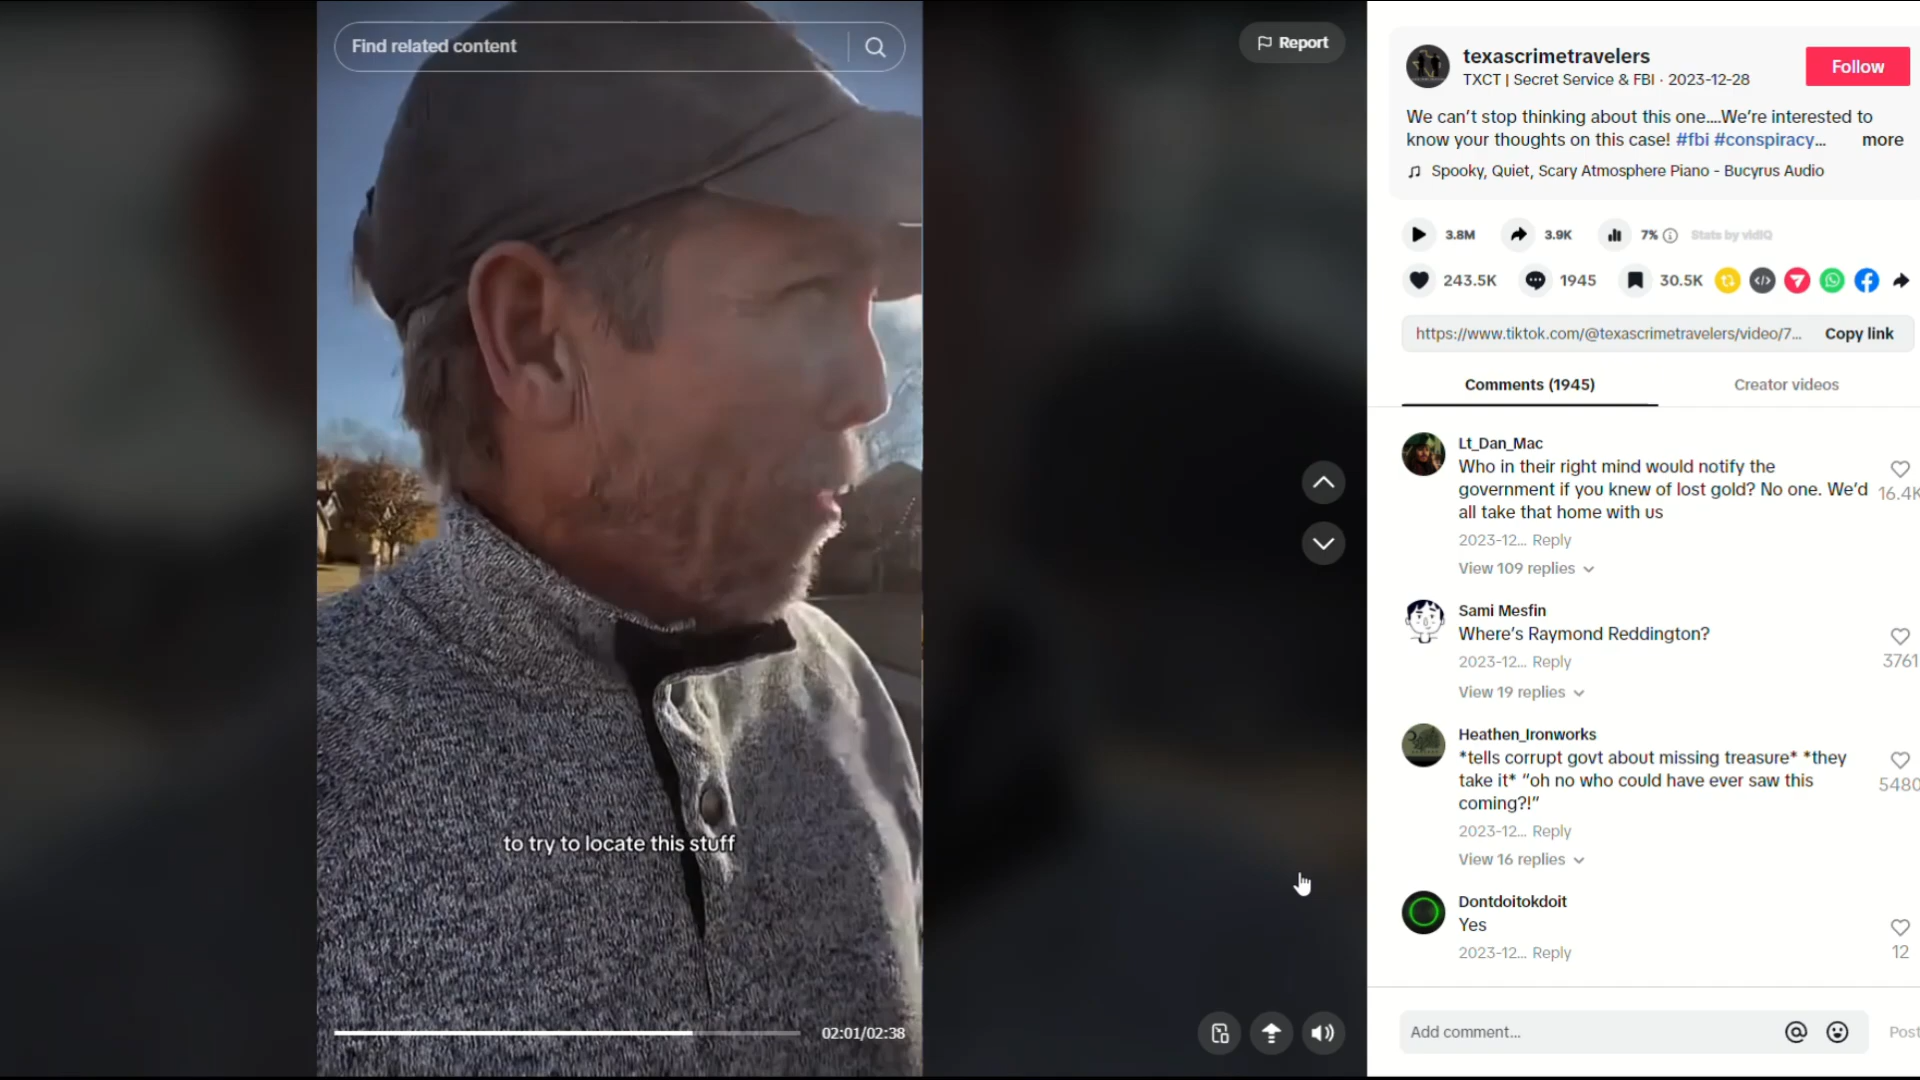 Find related content
Report
to try to locate this stuff
02:01/02:38
texascrimetravelers
TXCT | Secret Service & FBI · 2023-12-28
Follow
We can't stop thinking about this one....We're interested to
know your thoughts on this case! #fbi #conspiracy... more
Spooky, Quiet, Scary Atmosphere Piano - Bucyrus Audio
3.8M 3.9K 7% Stats by vidIQ
243.5K 1945 30.5K
https://www.tiktok.com/@texascrimetravelers/video/7... Copy link
Comments (1945) Creator videos
Lt_Dan_Mac
Who in their right mind would notify the
government if you knew of lost gold? No one. We'd
all take that home with us
16.4K
2023-12... Reply
View 109 replies
Sami Mesfin
Where's Raymond Reddington?
3761
2023-12... Reply
View 19 replies
Heathen_Ironworks
*tells corrupt govt about missing treasure* *they
take it* "oh no who could have ever saw this
coming?!"
5480
2023-12... Reply
View 16 replies
Dontdoitokdoit
Yes
12
2023-12... Reply
Add comment...
Post